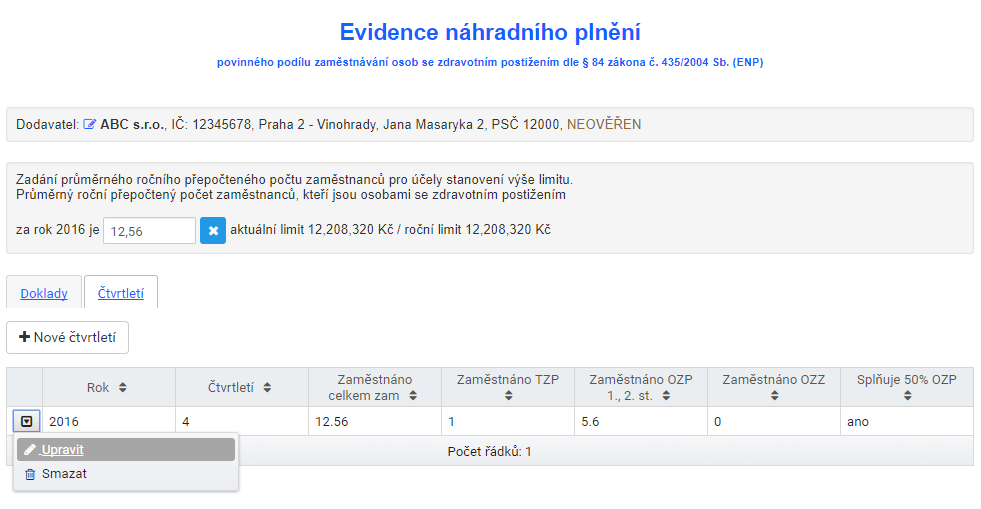 Evidence náhradního plnění
povinného podílu zaměstnávání osob se zdravotním postižením dle § 84 zákona č. 435/2004 Sb. (ENP)
Dodavatel: ABC s.r.o., IČ: 12345678, Praha 2 - Vinohrady, Jana Masaryka 2, PSČ 12000, NEOVĚŘEN
Zadání průměrného ročního přepočteného počtu zaměstnanců pro účely stanovení výše limitu.
Průměrný roční přepočtený počet zaměstnanců, kteří jsou osobami se zdravotním postižením
za rok 2016 je 12,56 aktuální limit 12,208,320 Kč / roční limit 12,208,320 Kč
Doklady Čtvrtletí
Nové čtvrtletí
Rok Čtvrtletí Zaměstnáno celkem zam Zaměstnáno TZP Zaměstnáno OZP 1., 2. st. Zaměstnáno OZZ Splňuje 50% OZP
2016 4 12.56 1 5.6 0 ano
Upravit
Počet řádků: 1
Smazat